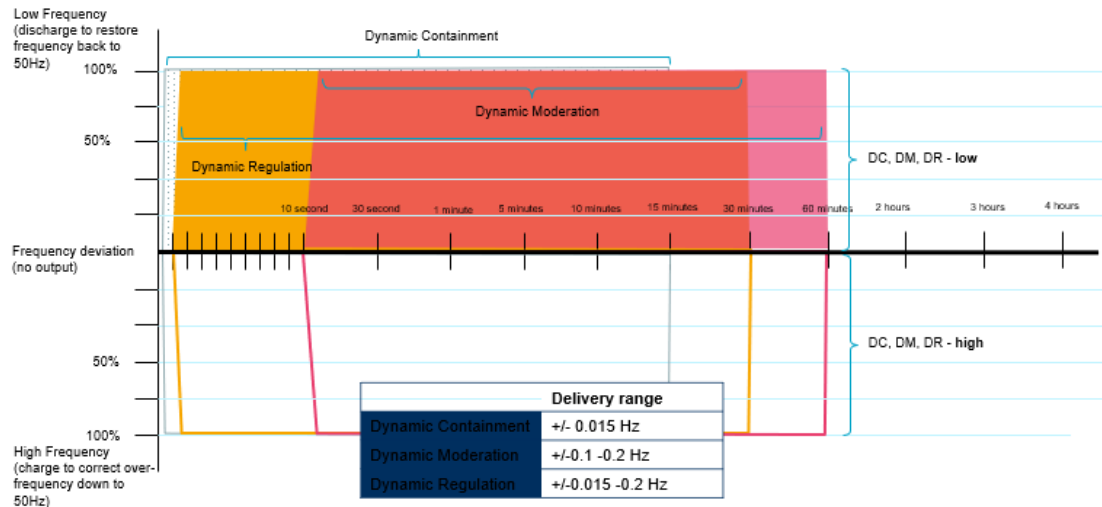 Low Frequency
(discharge to restore
frequency back to
50Hz)
Dynamic Containment
100%
Dynamic Moderation
50%
Dynamic Regulation
DC, DM, DR - low
10 second
30 second
1 minute
5 minutes
10 minutes
15 minutes
30 minutes
60 minutes
2 hours
3 hours
4 hours
Frequency deviation
(no output)
DC, DM, DR - high
50%
100%
High Frequency
(charge to correct over-
frequency down to
50Hz)
Delivery range
Dynamic Containment +/- 0.015 Hz
Dynamic Moderation +/-0.1 -0.2 Hz
Dynamic Regulation +/-0.015 -0.2 Hz